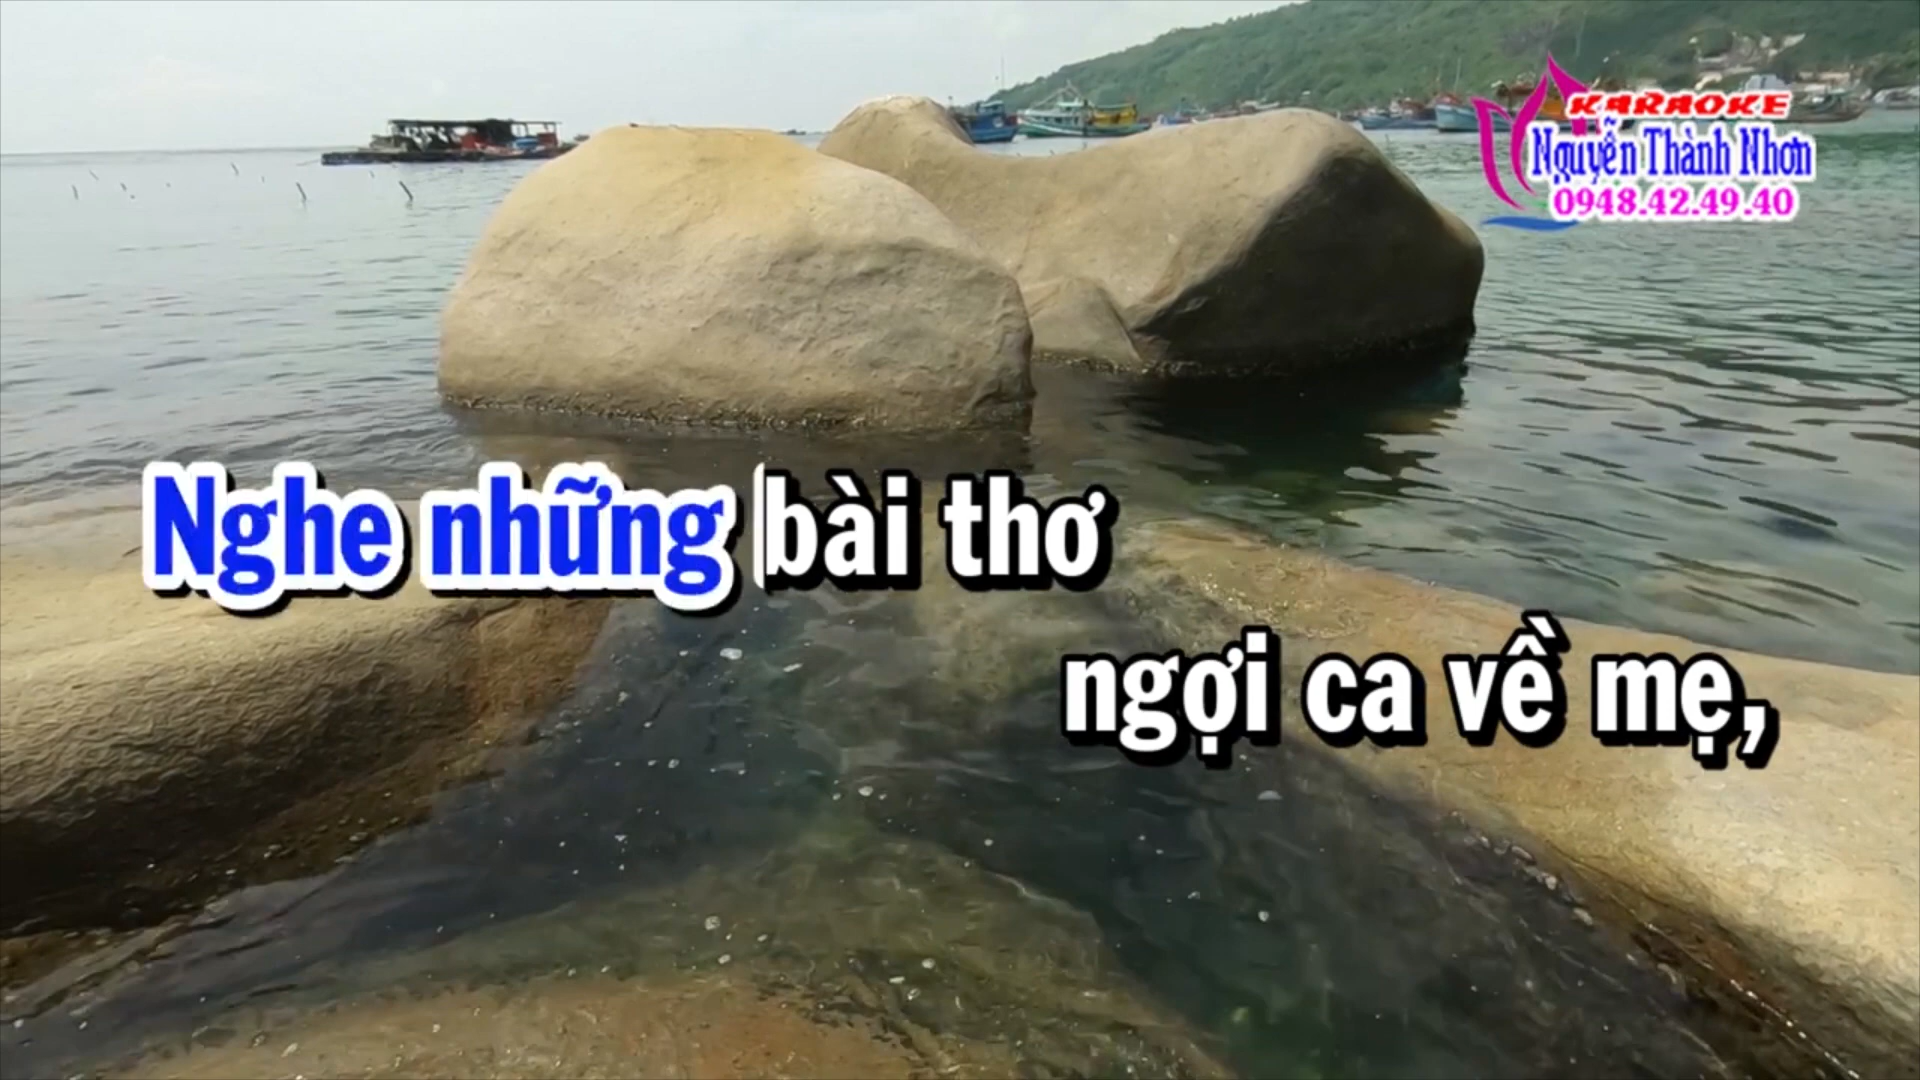 KARAOKE
Nguyễn Thành Nhơn
0948.42.49.40
Nghe những bài thơ
ngợi ca về mẹ,